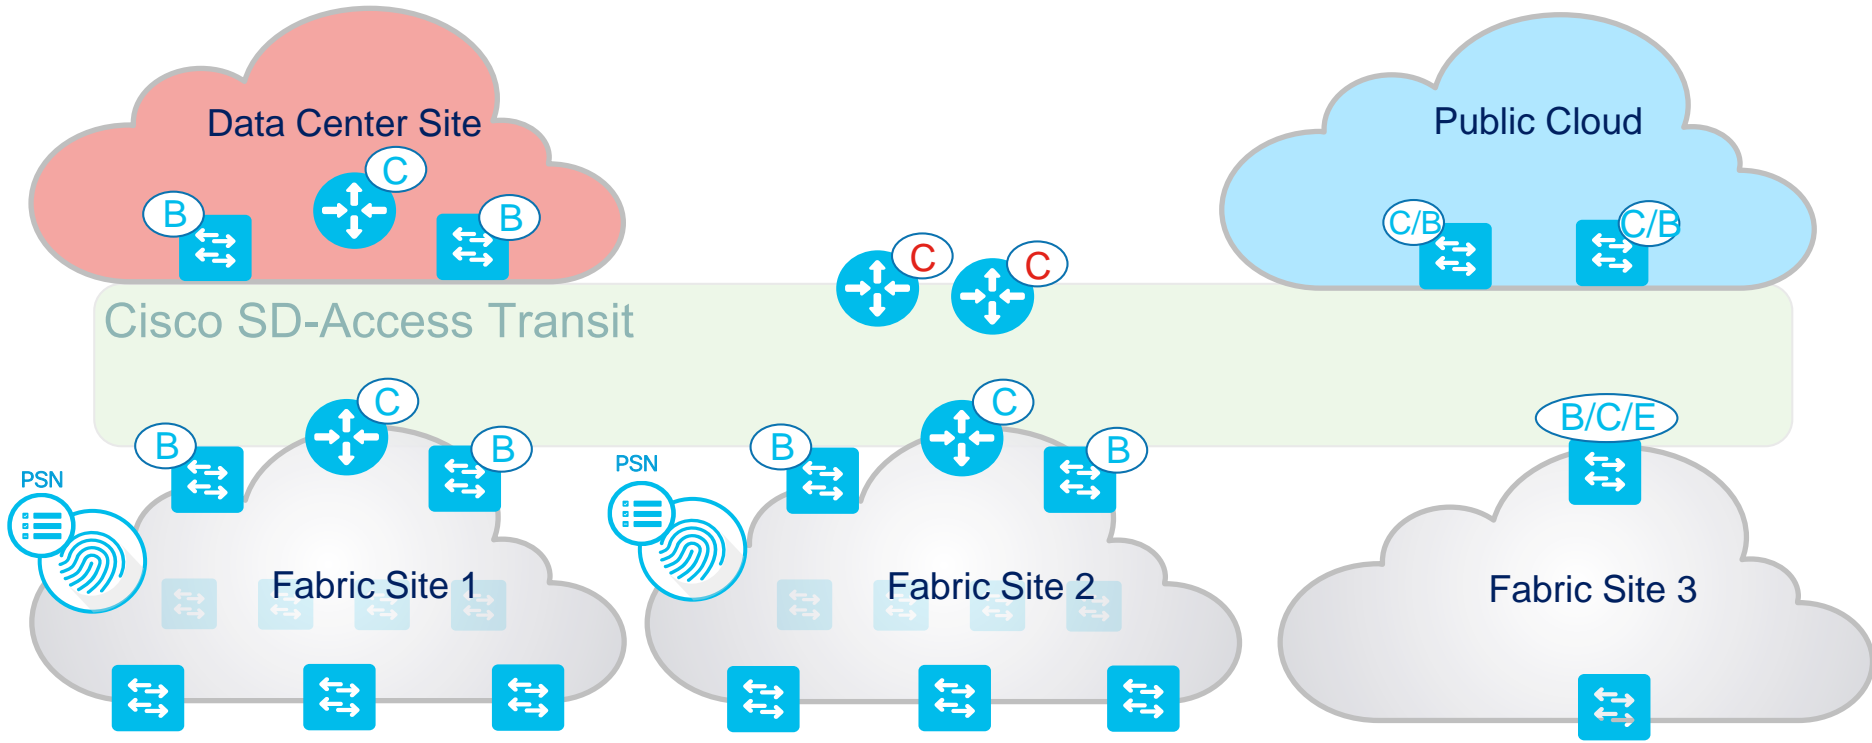 Data Center Site
C
B
B
Public Cloud
C/B
C/B
C
C
Cisco SD-Access Transit
C
B
B
PSN
Fabric Site 1
C
B
B
PSN
Fabric Site 2
B/C/E
Fabric Site 3